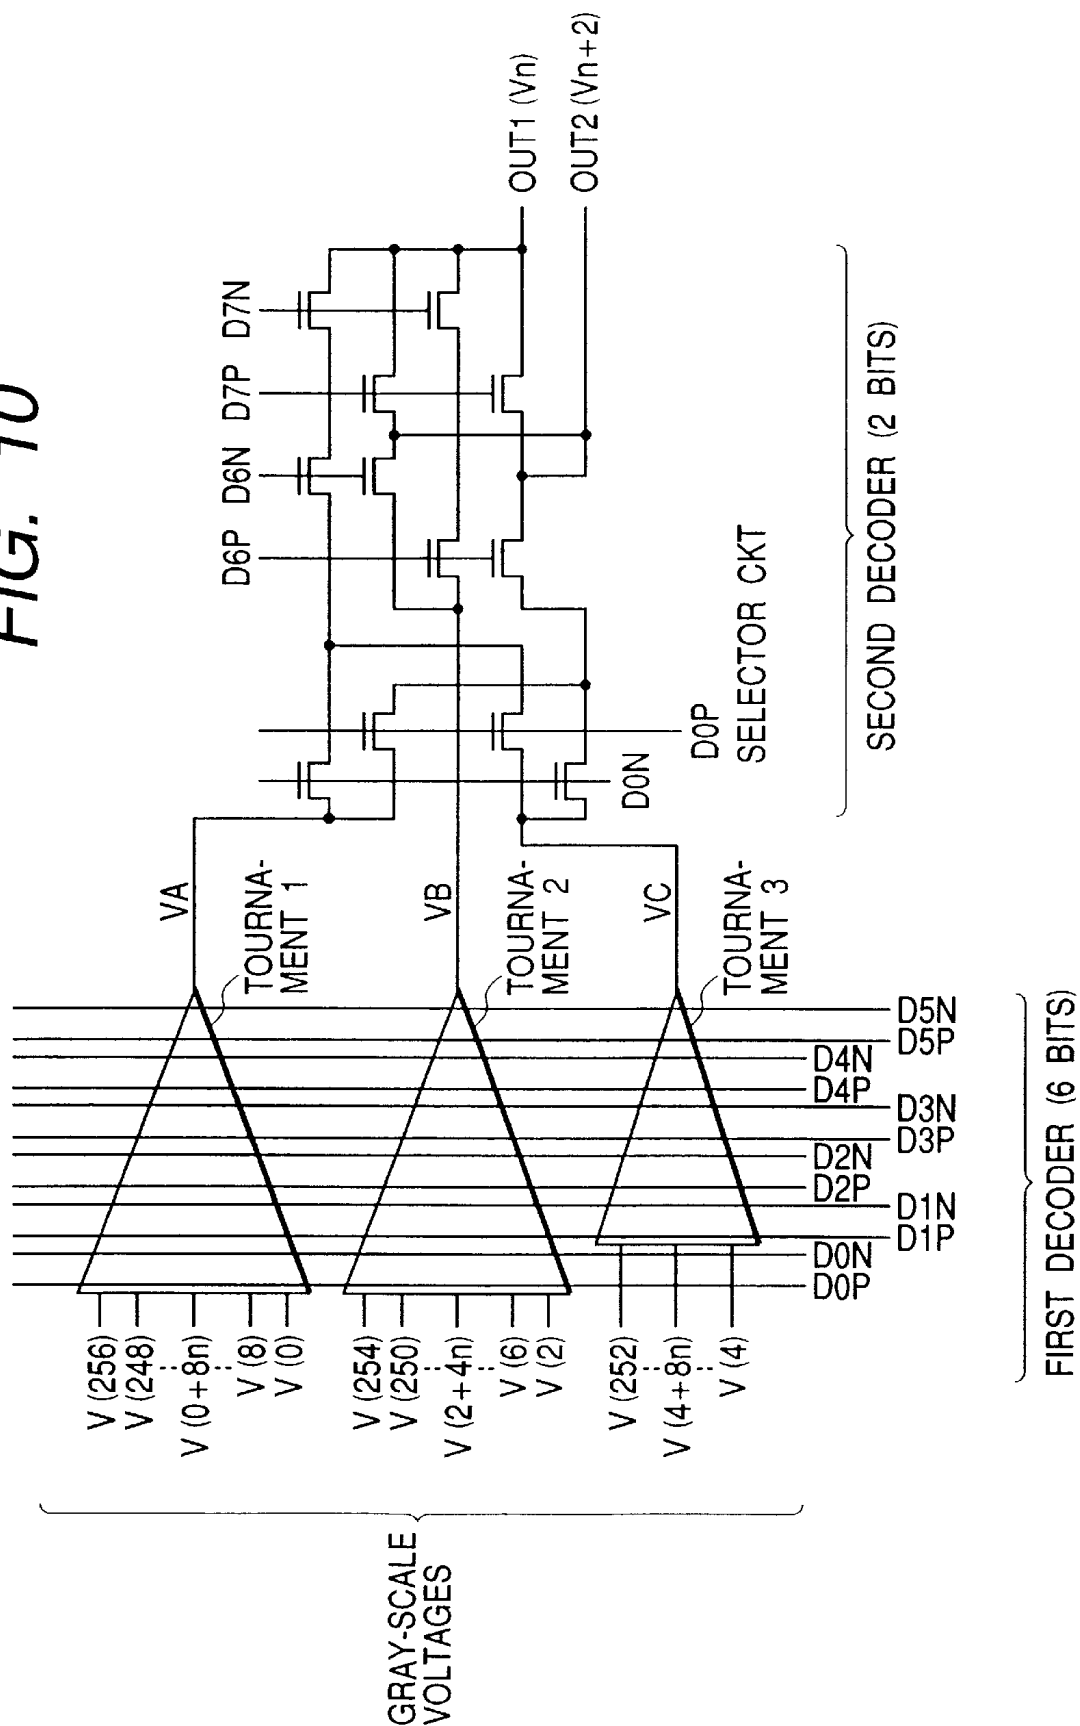 FIG. 10
GRAY-SCALE
VOLTAGES
V (256)
V (248)
V (0+8n)
V (8)
V (0)
V (254)
V (250)
V (2+4n)
V (6)
V (2)
V (252)
V (4+8n)
V (4)
VA
TOURNA-
MENT 1
VB
TOURNA-
MENT 2
VC
TOURNA-
MENT 3
D0P
D0N
D1P
D1N
D2P
D2N
D3P
D3N
D4P
D4N
D5P
D5N
FIRST DECODER (6 BITS)
D6P
D6N
D7P
D7N
D0N
D0P
SELECTOR CKT
SECOND DECODER (2 BITS)
OUT1 (Vn)
OUT2 (Vn+2)